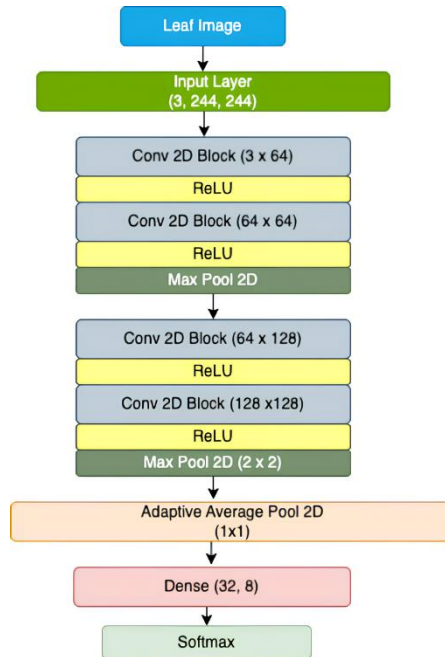 Leaf Image
Input Layer
(3, 244, 244)
Conv 2D Block (3 x 64)
ReLU
Conv 2D Block (64 x 64)
ReLU
Max Pool 2D
Conv 2D Block (64 x 128)
ReLU
Conv 2D Block (128 x128)
ReLU
Max Pool 2D (2 x 2)
Adaptive Average Pool 2D
(1x1)
Dense (32, 8)
Softmax